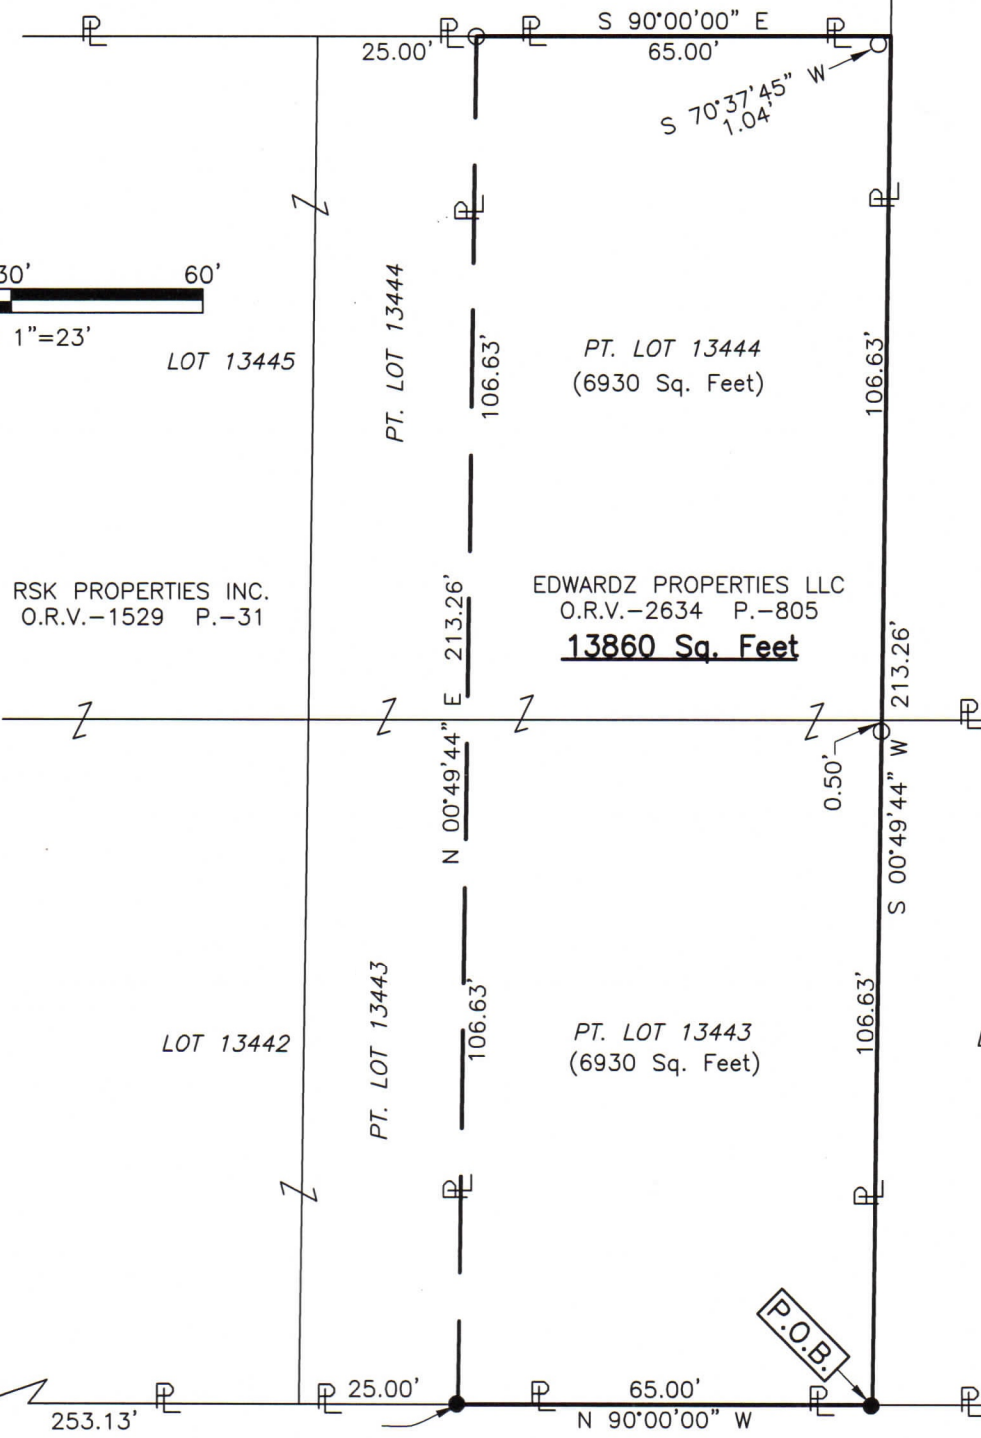 S 90°00'00" E
25.00'
65.00'
S 70°37'45" W
1.04'
60'
1"=23'
LOT 13445
PT. LOT 13444
106.63'
PT. LOT 13444
(6930 Sq. Feet)
106.63'
RSK PROPERTIES INC.
O.R.V.-1529 P.-31
EDWARDZ PROPERTIES LLC
O.R.V.-2634 P.-805
13860 Sq. Feet
N 00°49'44" E 213.26'
S 00°49'44" W 213.26'
0.50'
LOT 13442
PT. LOT 13443
106.63'
PT. LOT 13443
(6930 Sq. Feet)
106.63'
P.O.B.
25.00'
65.00'
253.13'
N 90°00'00" W